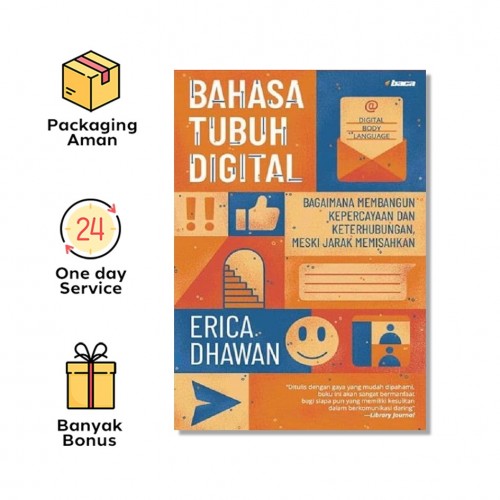 Packaging
Aman
24
One day
Service
Banyak
Bonus
baca
BAHASA
TUBUH
DIGITAL
@
DIGITAL
BODY
LANGUAGE
!!
BAGAIMANA MEMBANGUN
KEPERCAYAAN DAN
KETERHUBUNGAN,
MESKI JARAK MEMISAHKAN
ERICA
DHAWAN
"Ditulis dengan gaya yang mudah dipahami,
buku ini akan sangat bermanfaat
bagi siapa pun yang memiliki kesulitan
dalam berkomunikasi daring"
—Library Journal